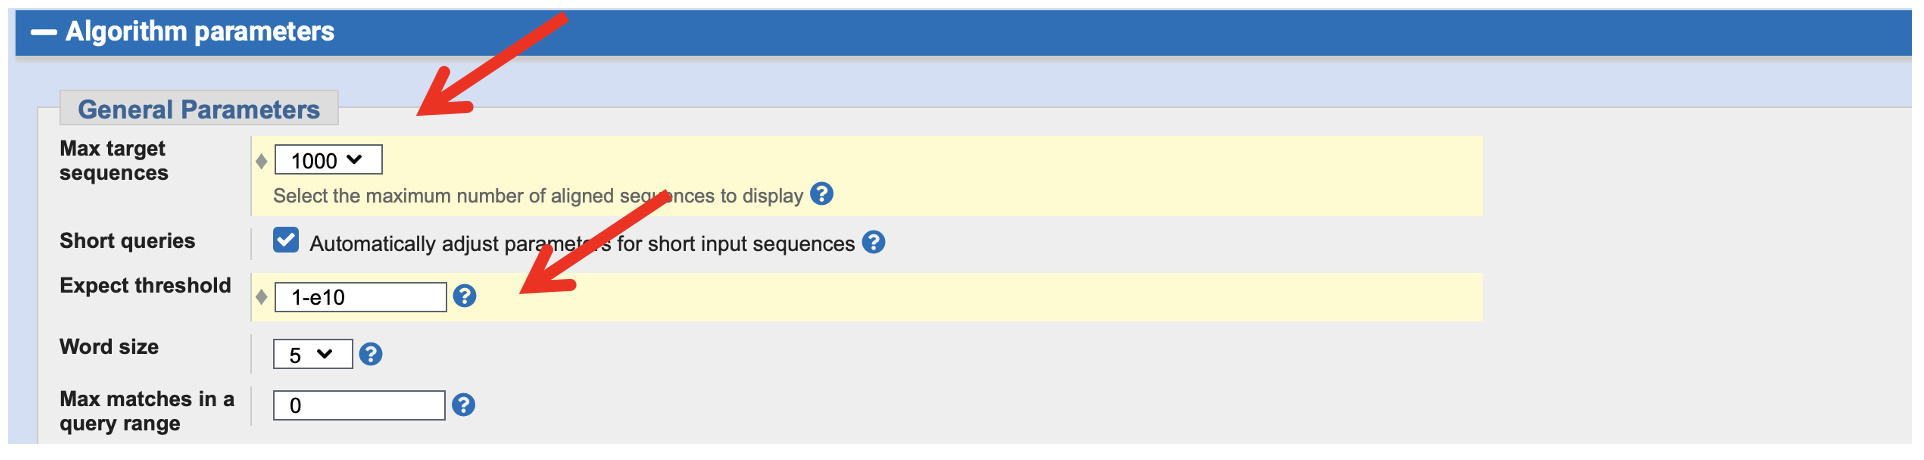 Algorithm parameters
General Parameters
Max target
sequences
1000
Select the maximum number of aligned sequences to display ?
Short queries
Automatically adjust parameters for short input sequences ?
Expect threshold
1-e10 ?
Word size
5 ?
Max matches in a
query range
0 ?